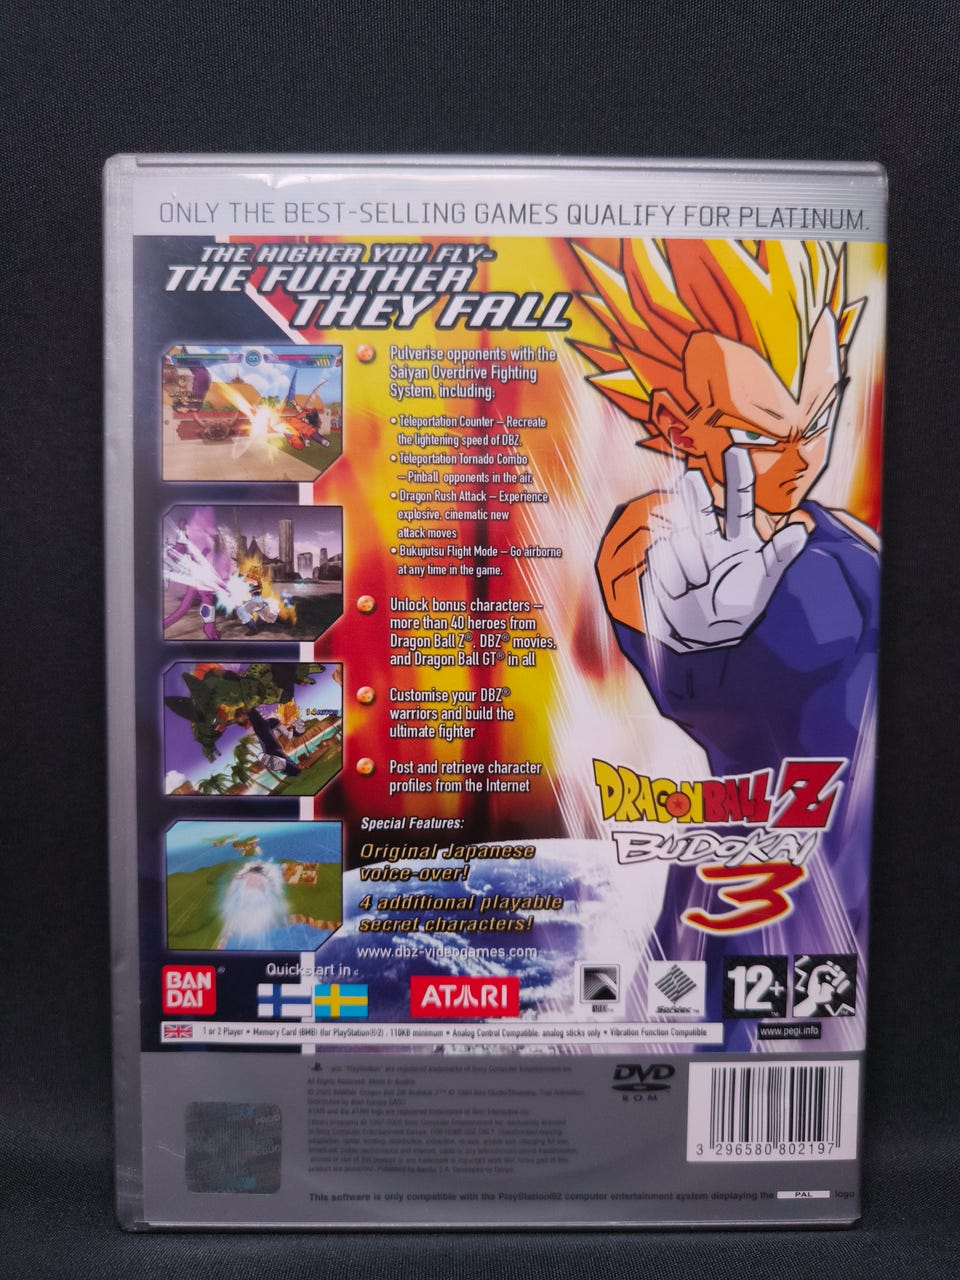 ONLY THE BEST-SELLING GAMES QUALIFY FOR PLATINUM.
THE HIGHER YOU FLY-
THE FURTHER
THEY FALL
Pulverise opponents with the
Saiyan Overdrive Fighting
System, including:
• Teleportation Counter – Recreate
the lightening speed of DBZ.
• Teleportation Tornado Combo
– Pinball opponents in the air.
• Dragon Rush Attack – Experience
explosive, cinematic new
attack moves
• Bukujutsu Flight Mode – Go airborne
at any time in the game.
Unlock bonus characters –
more than 40 heroes from
Dragon Ball Z®, DBZ® movies,
and Dragon Ball GT® in all
Customise your DBZ®
warriors and build the
ultimate fighter
Post and retrieve character
profiles from the Internet
Special Features:
Original Japanese
voice-over!
4 additional playable
secret characters!
www.dbz-videogames.com
DRAGONBALL Z
BUDOKAI
3
BAN
DAI
Quickstart in :
ATARI
12+
www.pegi.info
1 or 2 Player • Memory Card (8MB) (for PlayStation®2) : 110KB minimum • Analog Control Compatible: analog sticks only • Vibration Function Compatible
DVD
ROM
3 296580 802197
This software is only compatible with the PlayStation®2 computer entertainment system displaying the PAL logo